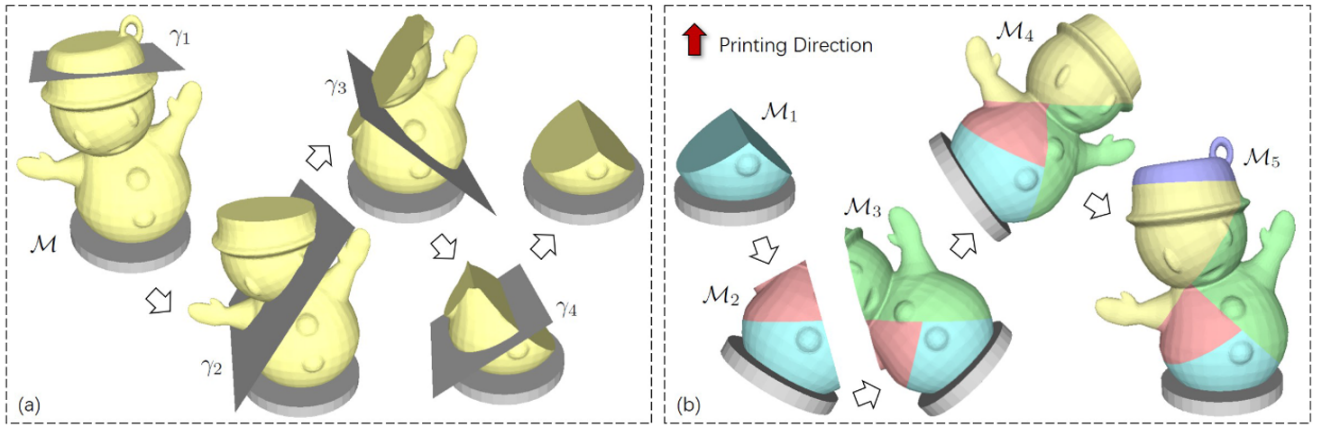 γ1
M
γ2
γ3
γ4
(a)
Printing Direction
M1
M2
M3
M4
M5
(b)